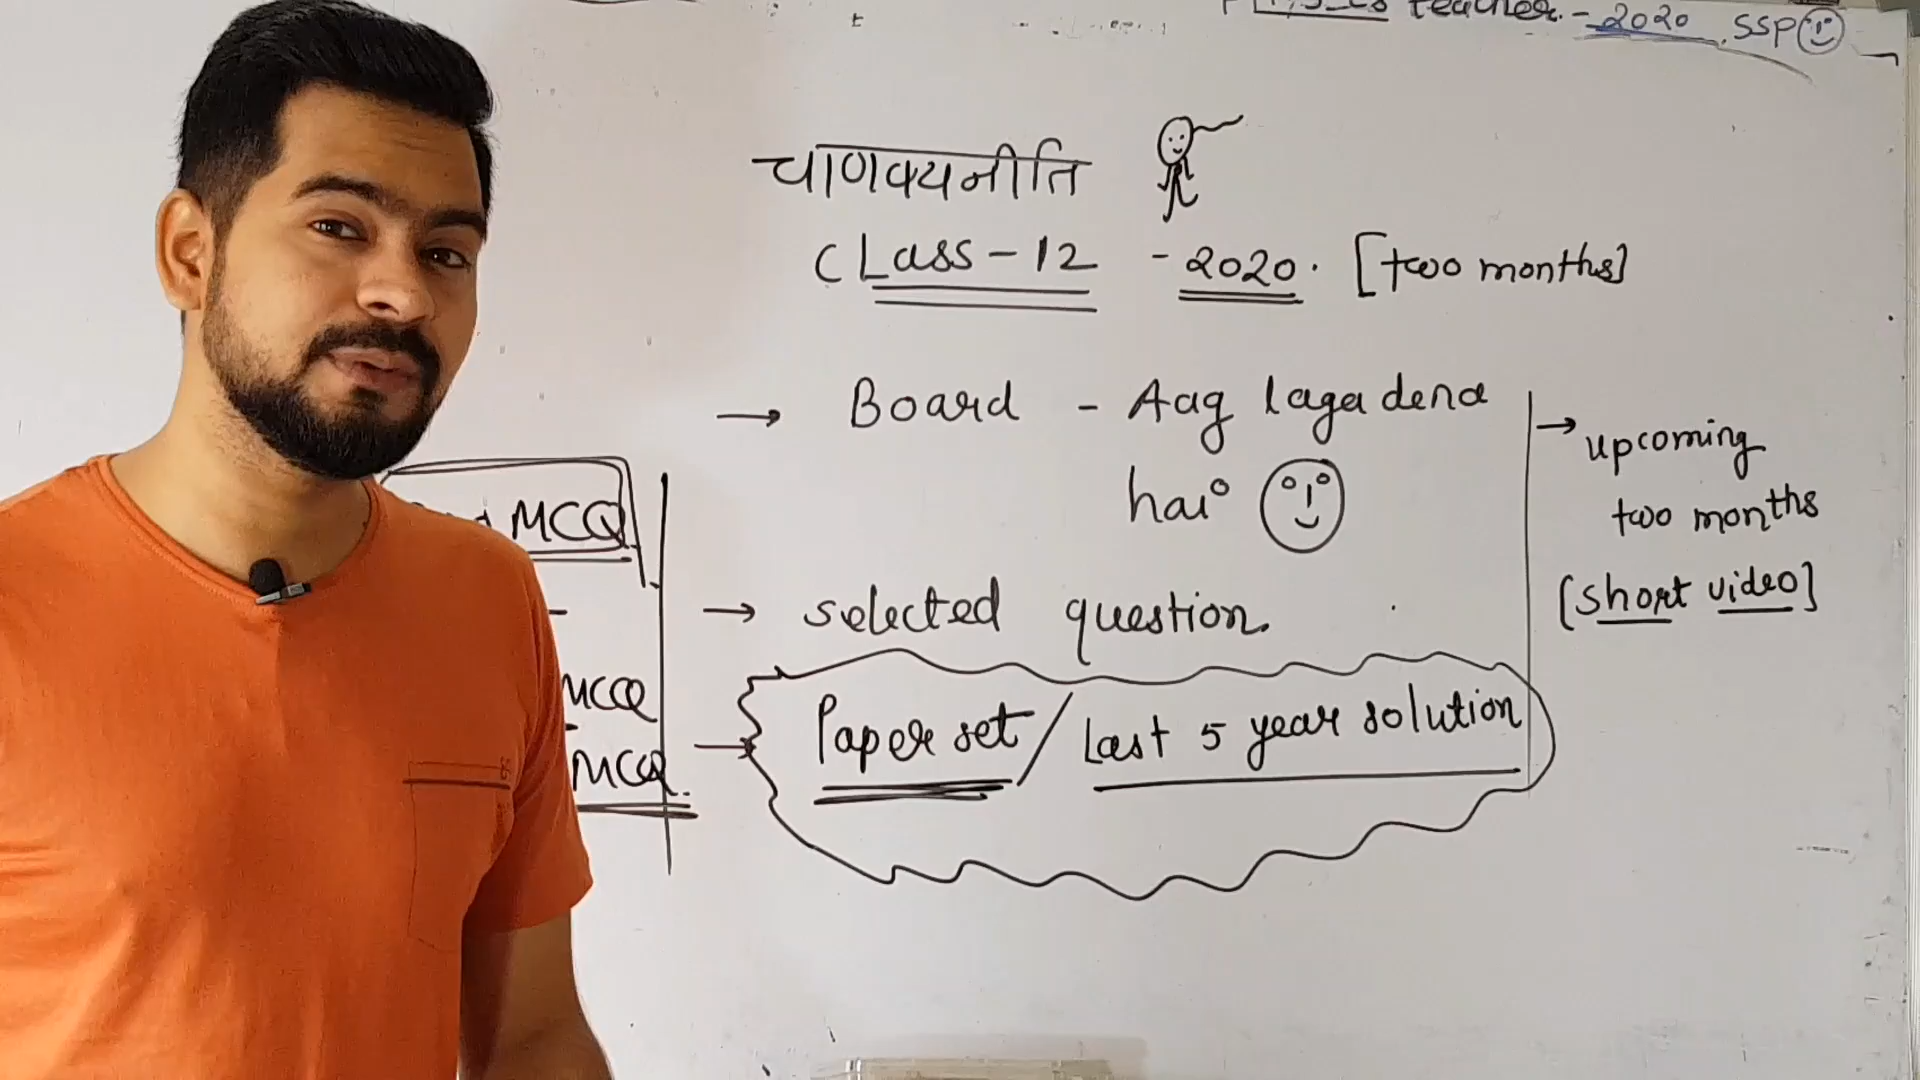 teacher. - 2020 .SSP
चाणक्यनीति
CLASS - 12 - 2020. [two months]
→ Board - Aag laga dena
hai
→ upcoming
two months
[short video]
MCQ
→ selected question.
MCQ
MCQ.
→ Paper set / Last 5 year solution